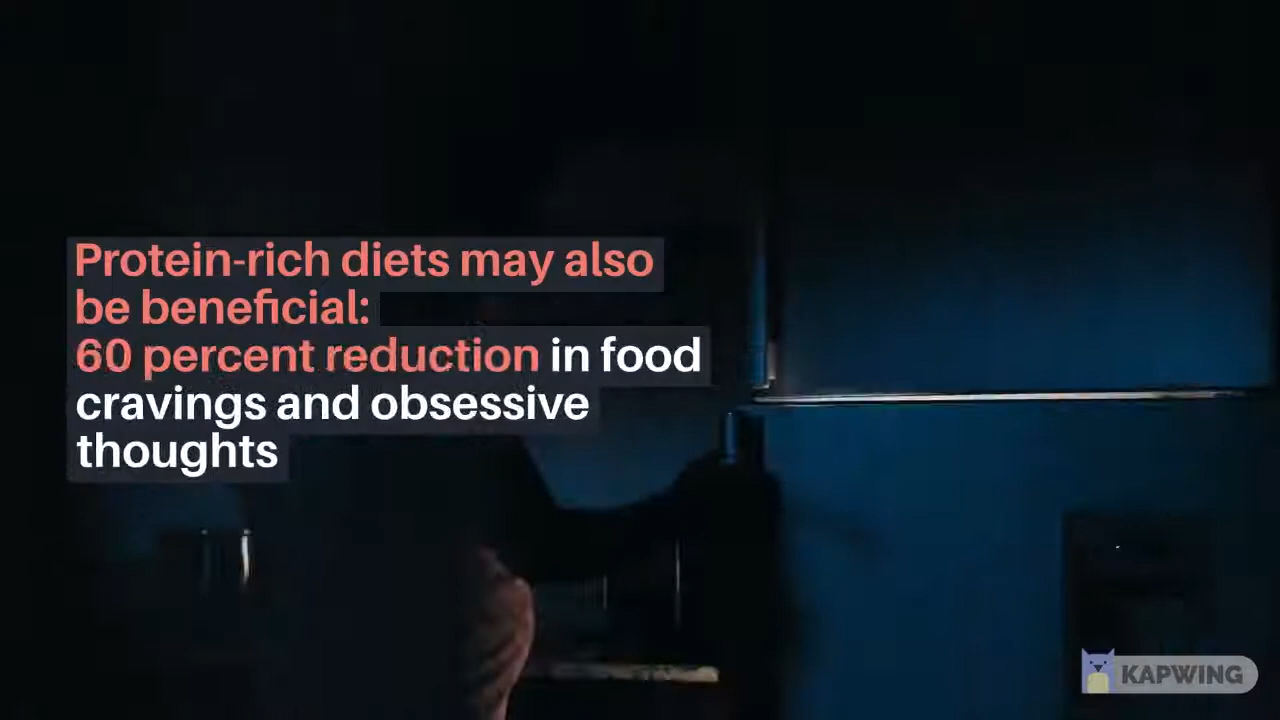 Protein-rich diets may also
be beneficial:
60 percent reduction in food
cravings and obsessive
thoughts
KAPWING